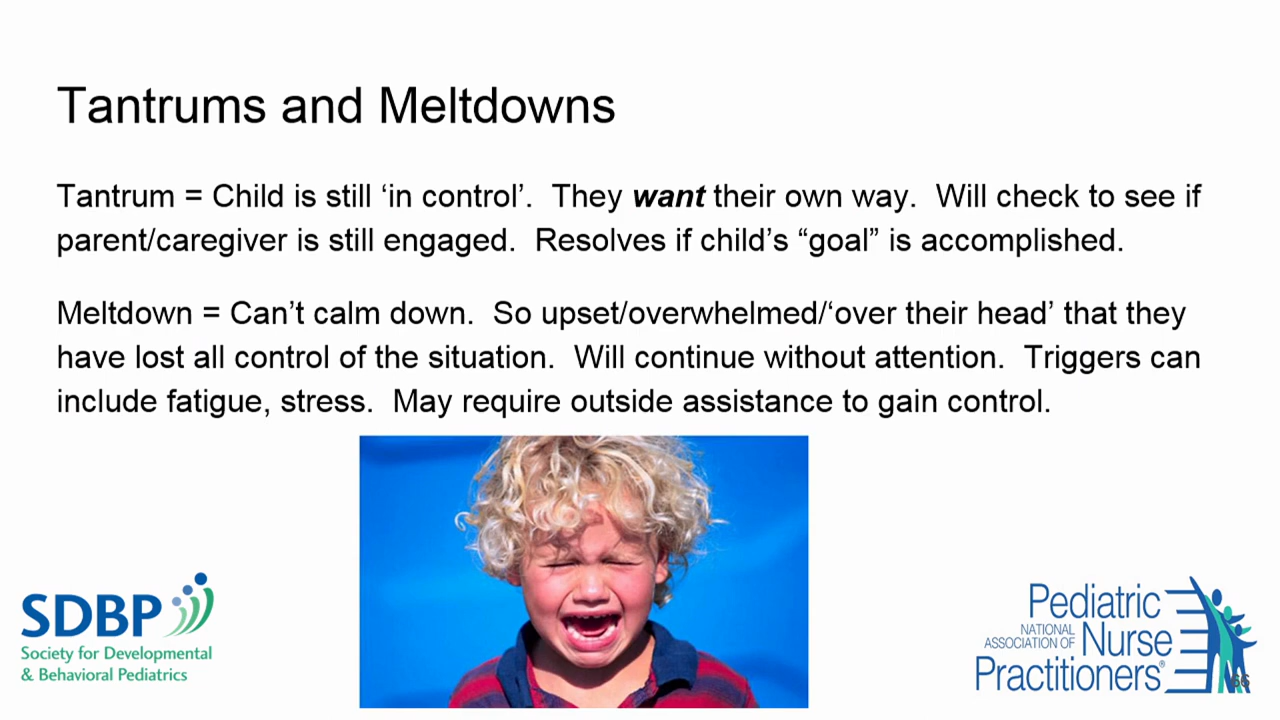 Tantrums and Meltdowns
Tantrum = Child is still ‘in control’.  They want their own way.  Will check to see if
parent/caregiver is still engaged.  Resolves if child’s “goal” is accomplished.
Meltdown = Can’t calm down.  So upset/overwhelmed/‘over their head’ that they
have lost all control of the situation.  Will continue without attention.  Triggers can
include fatigue, stress.  May require outside assistance to gain control.
SDBP
Society for Developmental
& Behavioral Pediatrics
Pediatric
NATIONAL
ASSOCIATION OF
Nurse
Practitioners®